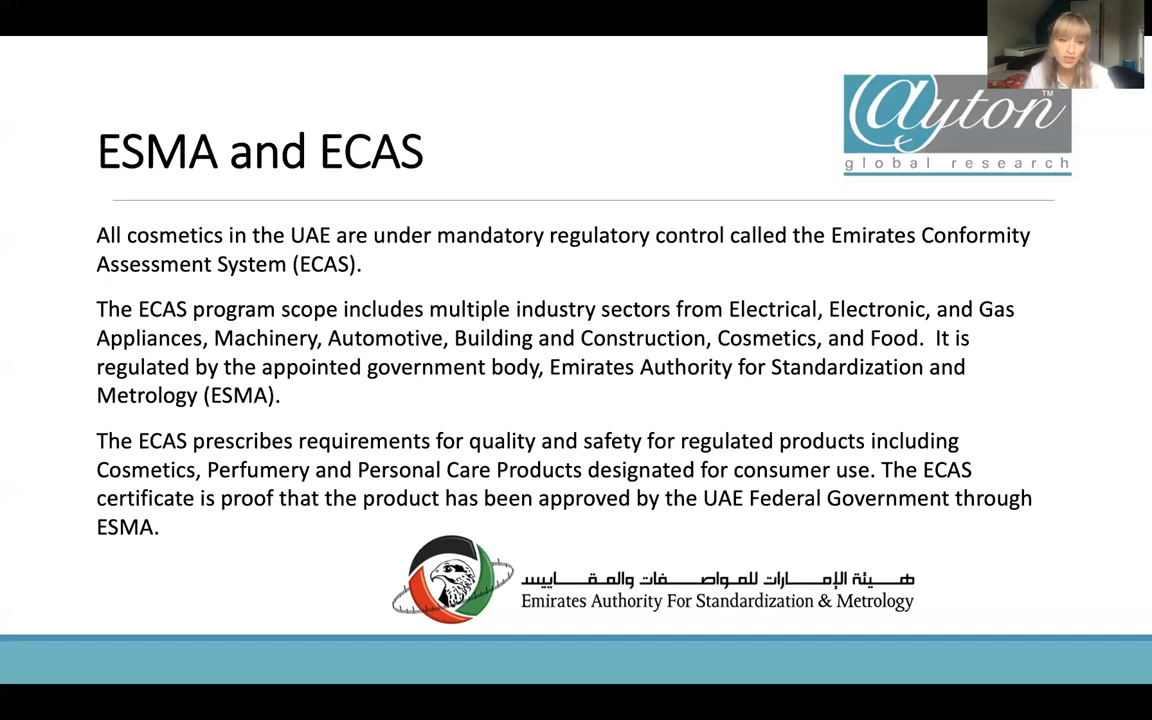 @yton™
global research
ESMA and ECAS
All cosmetics in the UAE are under mandatory regulatory control called the Emirates Conformity
Assessment System (ECAS).
The ECAS program scope includes multiple industry sectors from Electrical, Electronic, and Gas
Appliances, Machinery, Automotive, Building and Construction, Cosmetics, and Food. It is
regulated by the appointed government body, Emirates Authority for Standardization and
Metrology (ESMA).
The ECAS prescribes requirements for quality and safety for regulated products including
Cosmetics, Perfumery and Personal Care Products designated for consumer use. The ECAS
certificate is proof that the product has been approved by the UAE Federal Government through
ESMA.
هيئة الإمارات للمواصفات والمقاييس
Emirates Authority For Standardization & Metrology